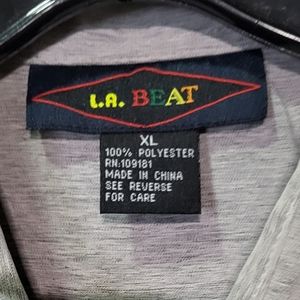 L.A. BEAT
XL
100% POLYESTER
RN:109181
MADE IN CHINA
SEE REVERSE
FOR CARE